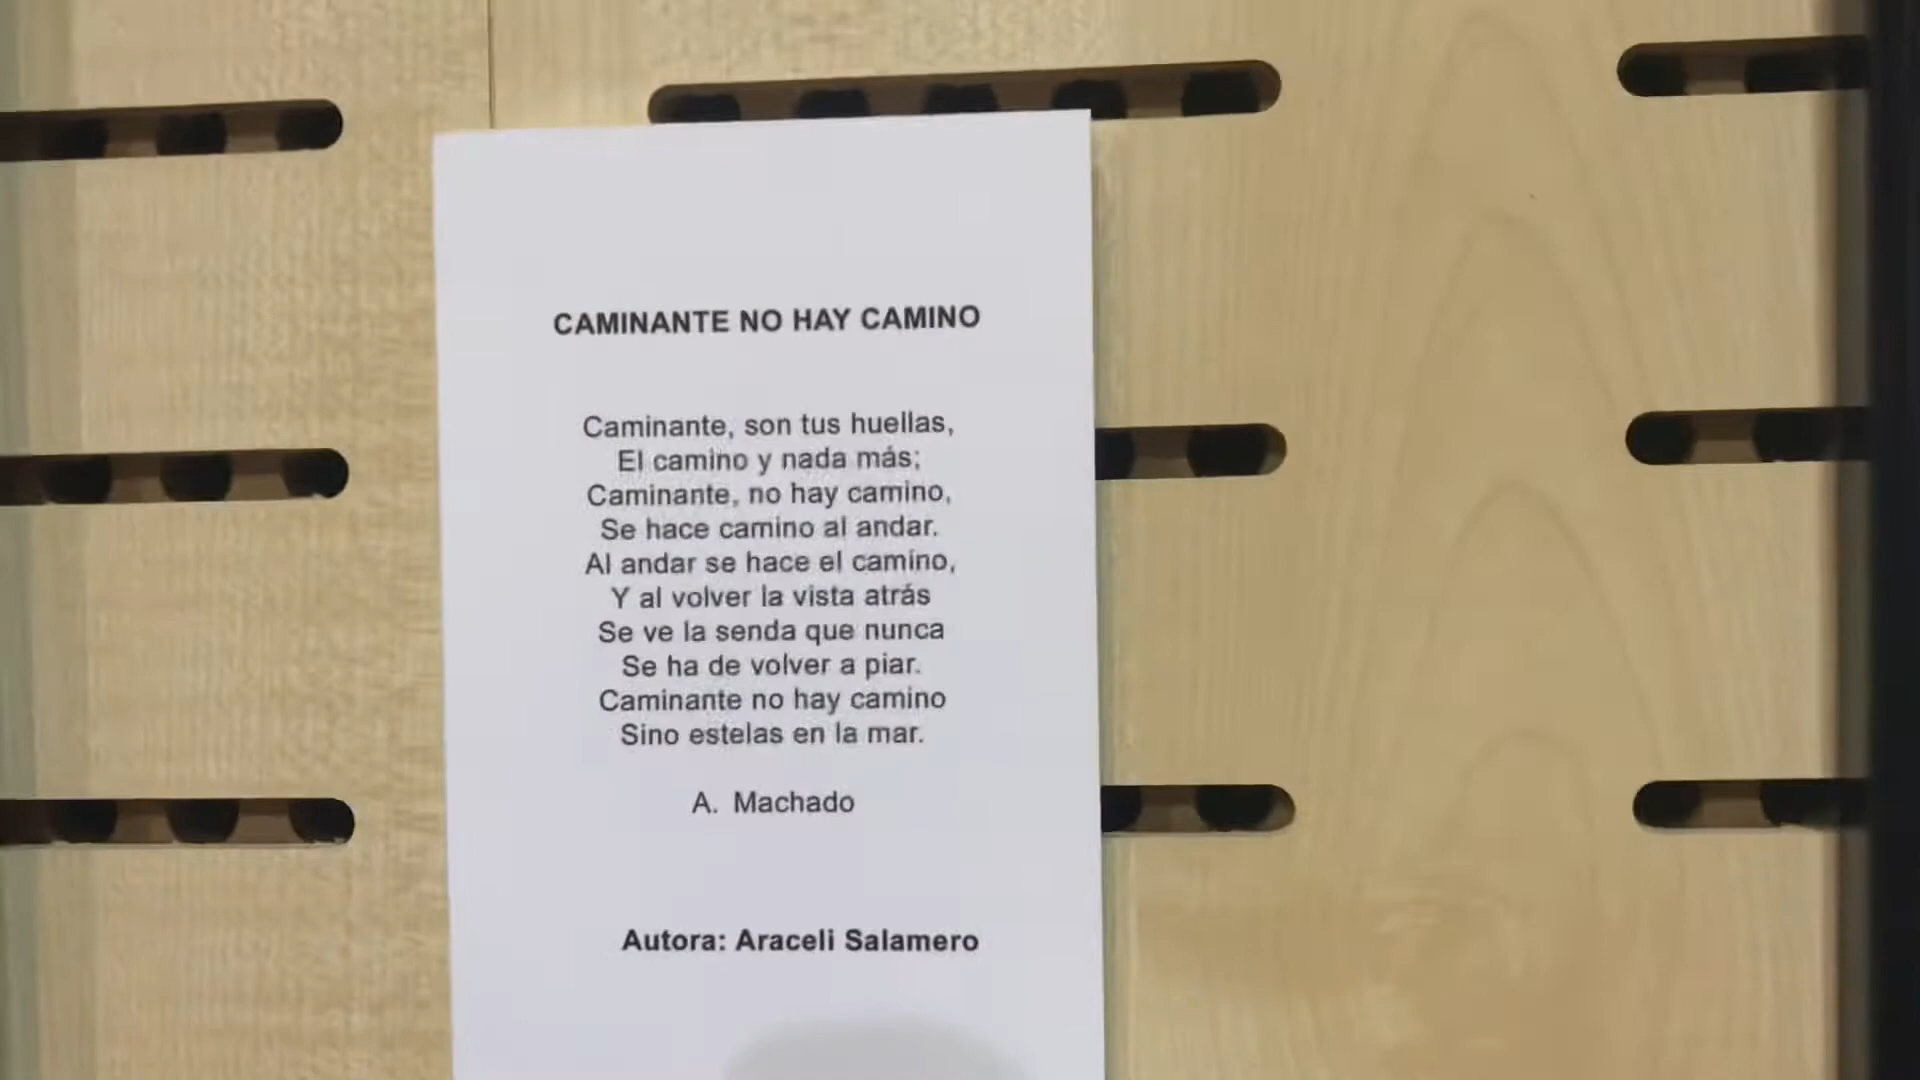 CAMINANTE NO HAY CAMINO
Caminante, son tus huellas,
El camino y nada más;
Caminante, no hay camino,
Se hace camino al andar.
Al andar se hace el camino,
Y al volver la vista atrás
Se ve la senda que nunca
Se ha de volver a piar.
Caminante no hay camino
Sino estelas en la mar.
A. Machado
Autora: Araceli Salamero